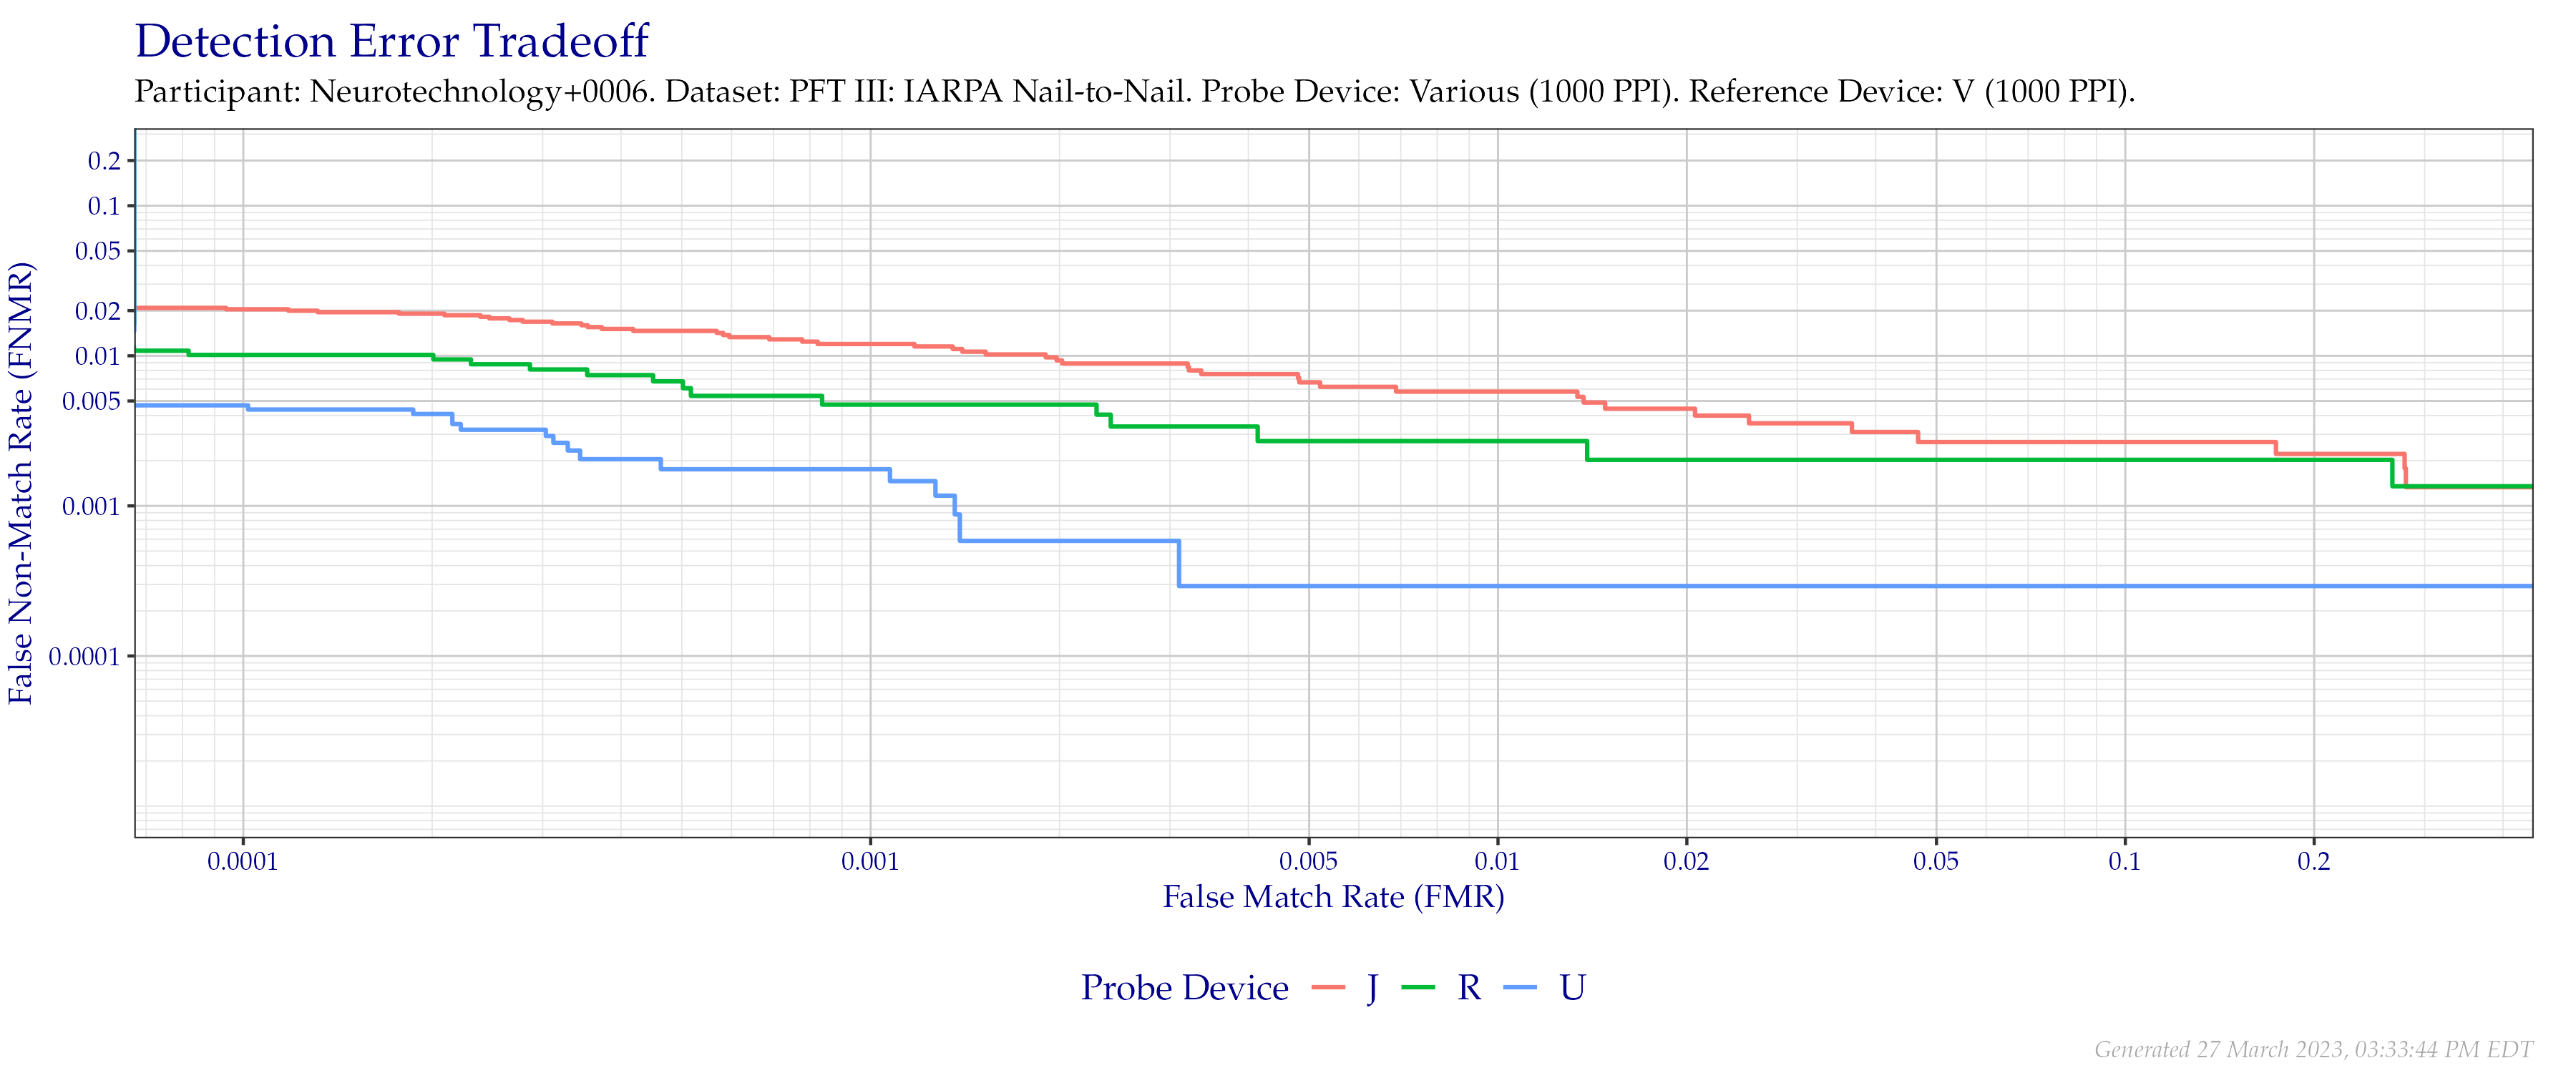 Detection Error Tradeoff
Participant: Neurotechnology+0006. Dataset: PFT III: IARPA Nail-to-Nail. Probe Device: Various (1000 PPI). Reference Device: V (1000 PPI).
False Non-Match Rate (FNMR)
0.2
0.1
0.05
0.02
0.01
0.005
0.001
0.0001
0.0001 0.001 0.005 0.01 0.02 0.05 0.1 0.2
False Match Rate (FMR)
Probe Device J R U
Generated 27 March 2023, 03:33:44 PM EDT